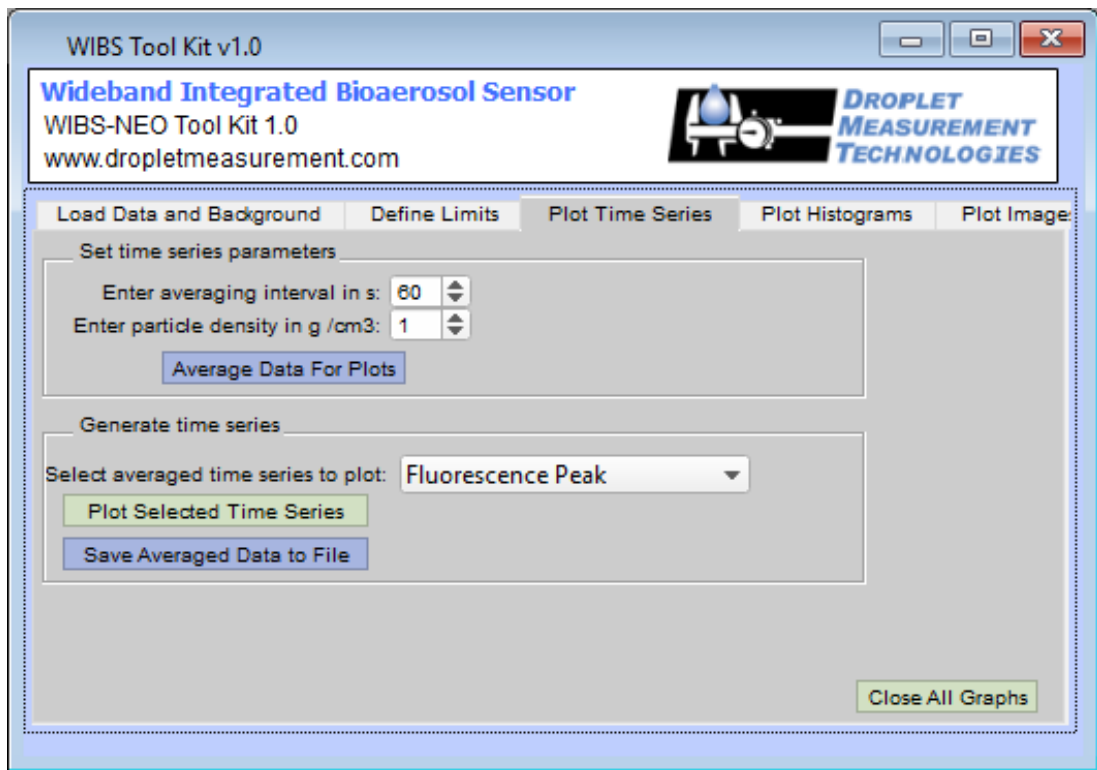 WIBS Tool Kit v1.0
Wideband Integrated Bioaerosol Sensor
WIBS-NEO Tool Kit 1.0
www.dropletmeasurement.com
DROPLET
MEASUREMENT
TECHNOLOGIES
Load Data and Background Define Limits Plot Time Series Plot Histograms Plot Image
Set time series parameters
Enter averaging interval in s: 60
Enter particle density in g /cm3: 1
Average Data For Plots
Generate time series
Select averaged time series to plot: Fluorescence Peak
Plot Selected Time Series
Save Averaged Data to File
Close All Graphs